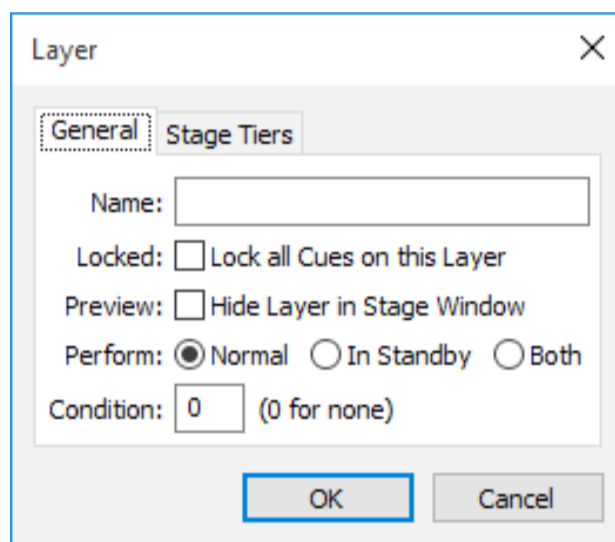 Layer
General Stage Tiers
Name:
Locked: Lock all Cues on this Layer
Preview: Hide Layer in Stage Window
Perform: Normal In Standby Both
Condition: 0 (0 for none)
OK Cancel